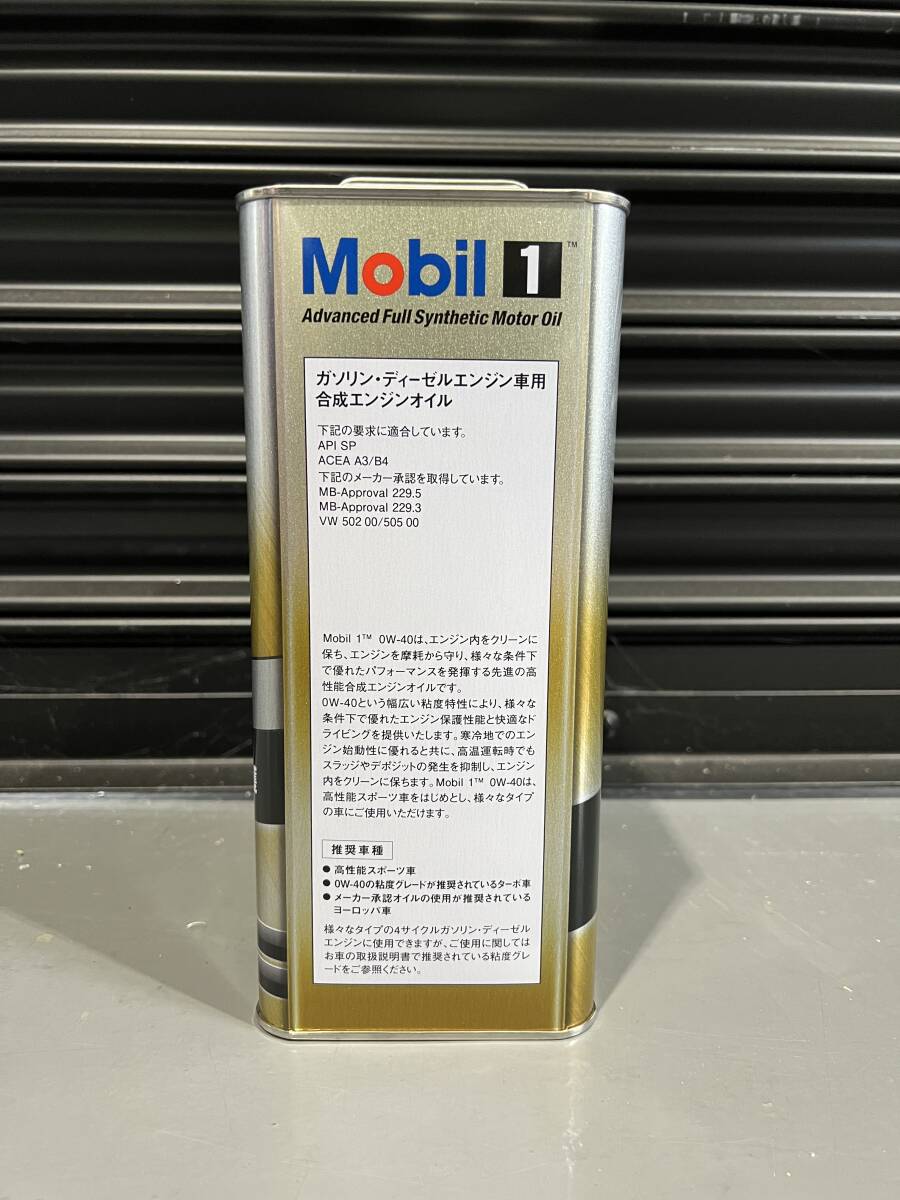 Mobil 1™
Advanced Full Synthetic Motor Oil
ガソリン・ディーゼルエンジン車用
合成エンジンオイル
下記の要求に適合しています。
API SP
ACEA A3/B4
下記のメーカー承認を取得しています。
MB-Approval 229.5
MB-Approval 229.3
VW 502 00/505 00
Mobil 1™ 0W-40は、エンジン内をクリーンに
保ち、エンジンを摩耗から守り、様々な条件下
で優れたパフォーマンスを発揮する先進の高
性能合成エンジンオイルです。
0W-40という幅広い粘度特性により、様々な
条件下で優れたエンジン保護性能と快適なド
ライビングを提供いたします。寒冷地でのエン
ジン始動性に優れると共に、高温運転時でも
スラッジやデポジットの発生を抑制し、エンジン
内をクリーンに保ちます。Mobil 1™ 0W-40は、
高性能スポーツ車をはじめとし、様々なタイプ
の車にご使用いただけます。
推奨車種
● 高性能スポーツ車
● 0W-40の粘度グレードが推奨されているターボ車
● メーカー承認オイルの使用が推奨されている
ヨーロッパ車
様々なタイプの4サイクルガソリン・ディーゼル
エンジンに使用できますが、ご使用に関しては
お車の取扱説明書で推奨されている粘度グレ
ードをご参照ください。